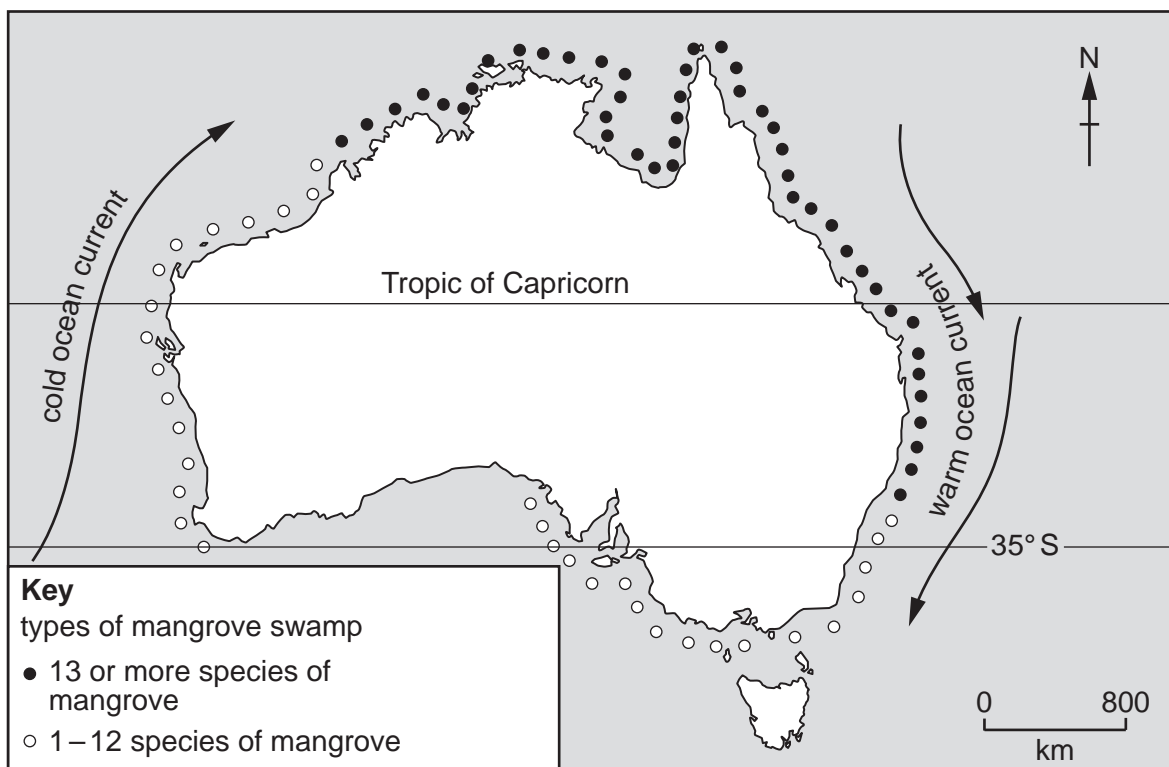 N
cold ocean current
Tropic of Capricorn
warm ocean current
35° S
Key
types of mangrove swamp
13 or more species of
mangrove
1 – 12 species of mangrove
0 800
km